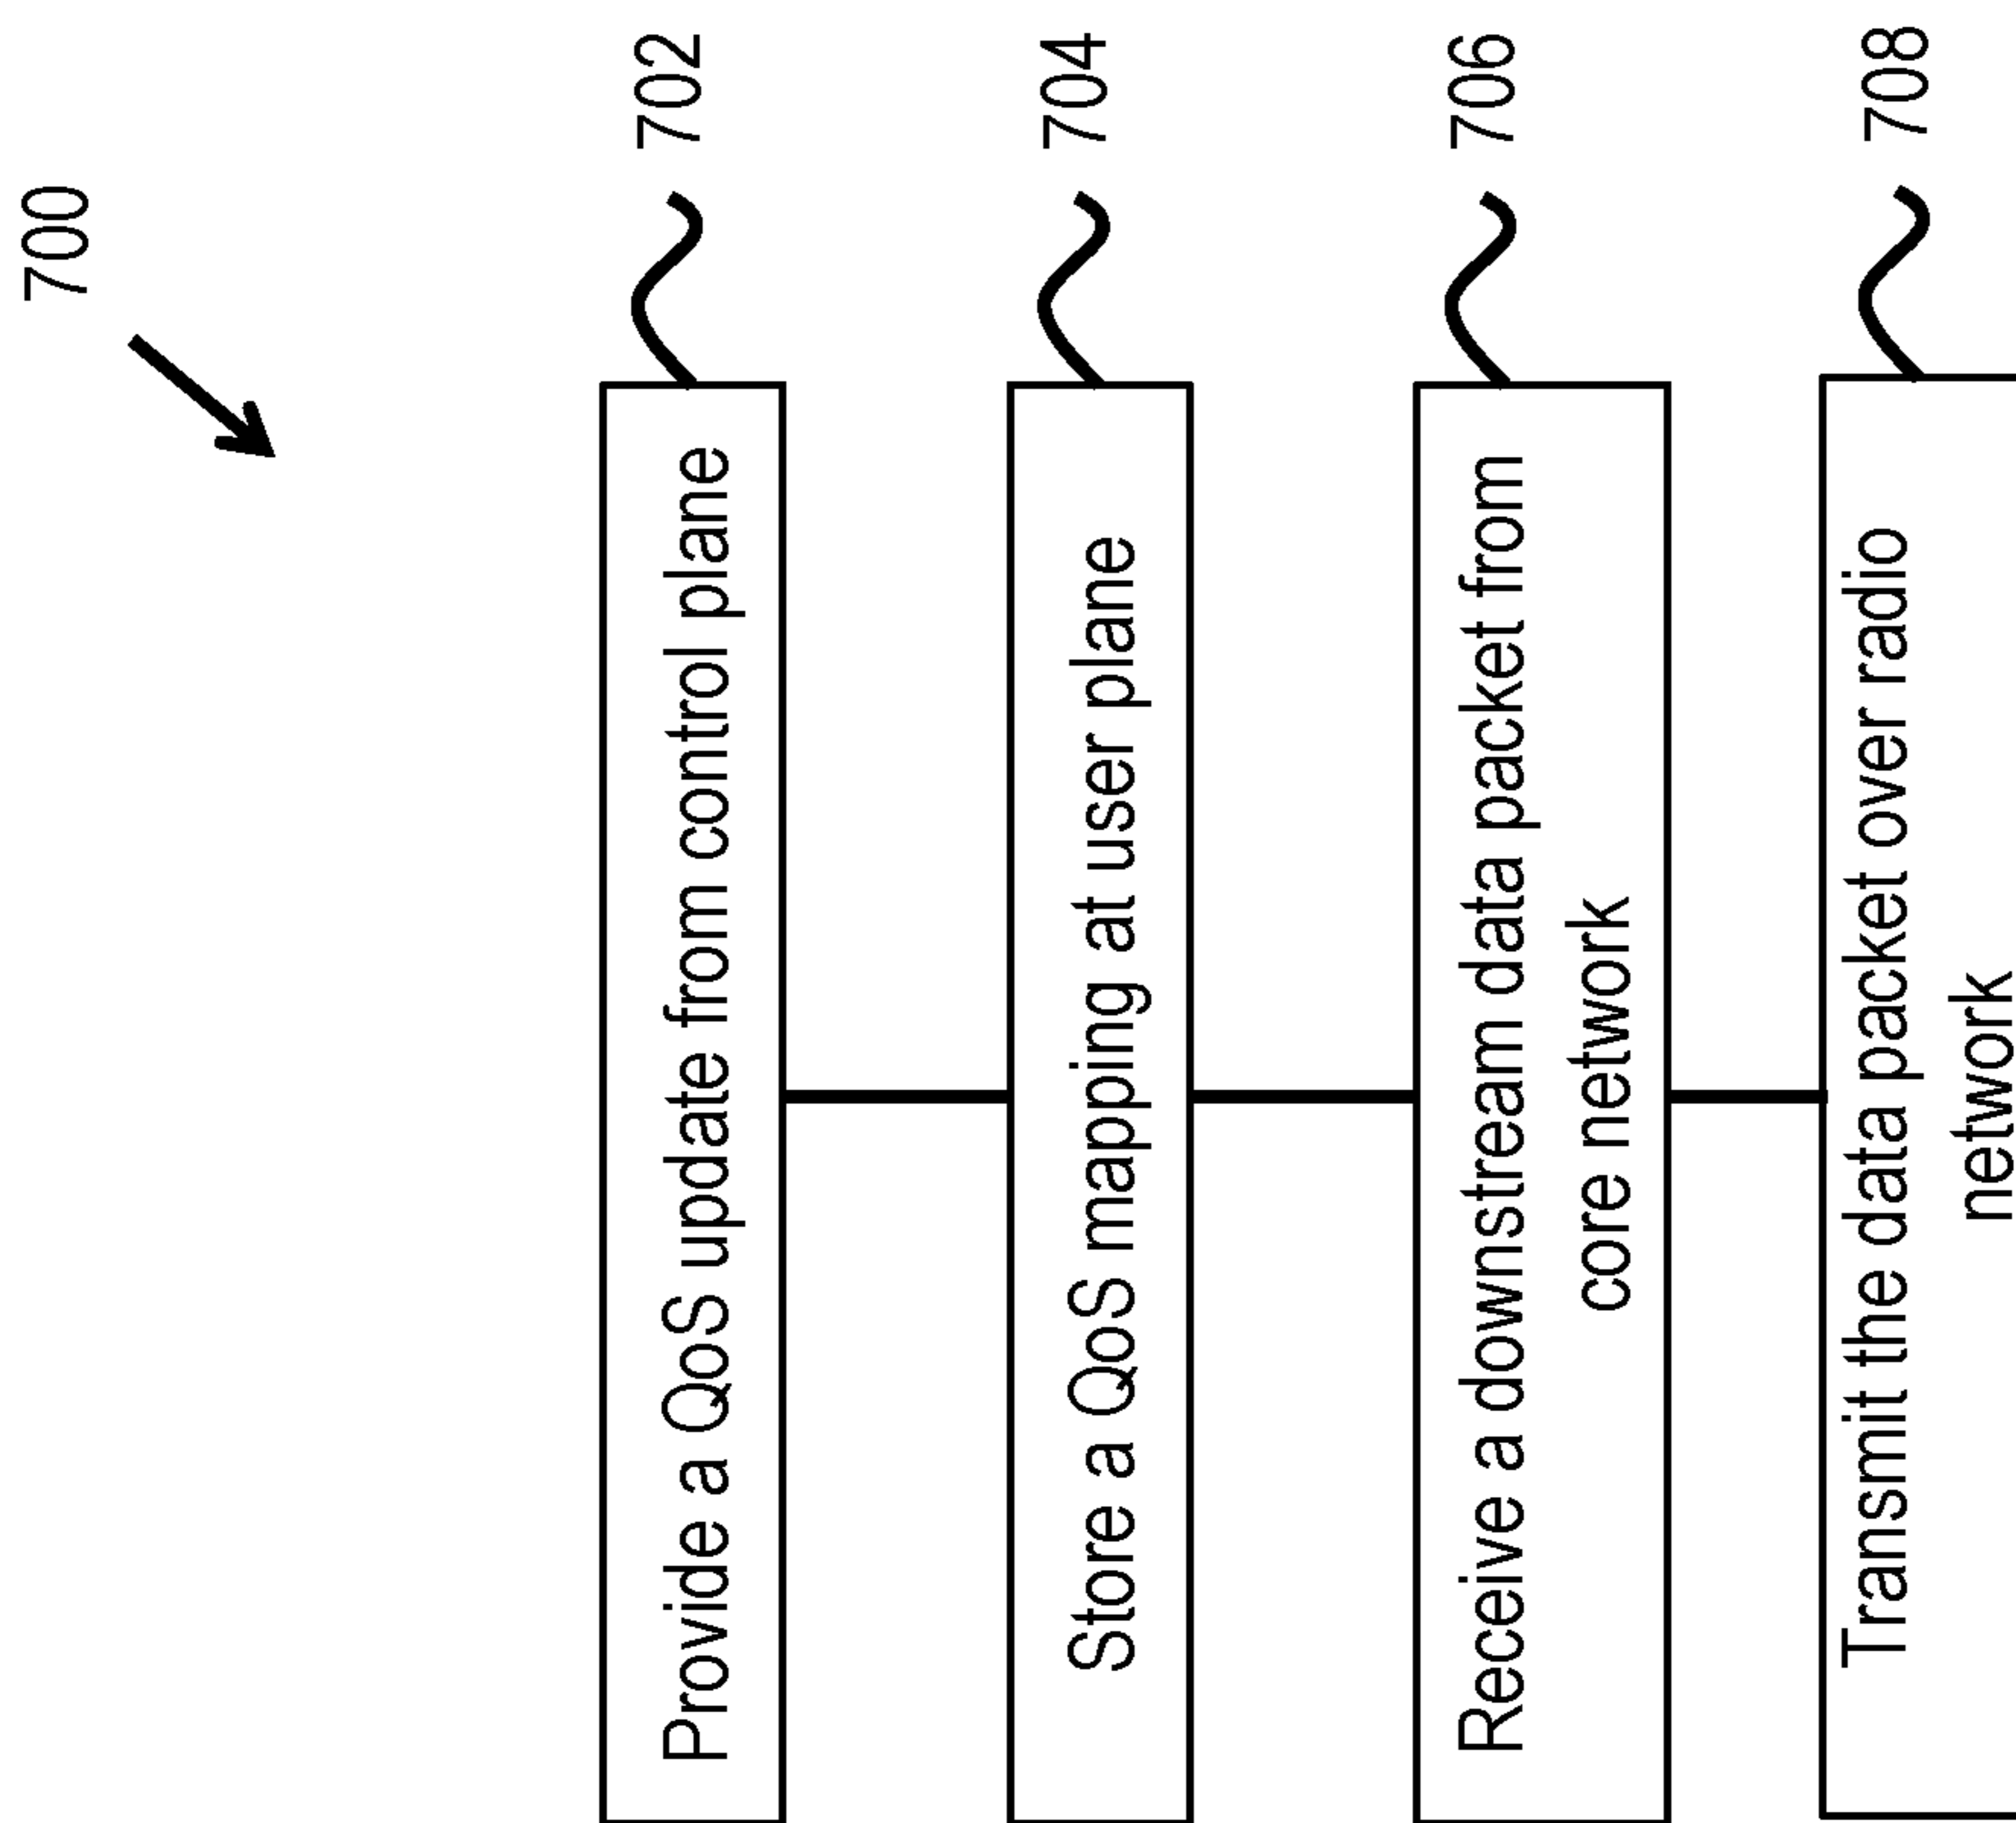 700
Provide a QoS update from control plane
702
Store a QoS mapping at user plane
704
Receive a downstream data packet from
core network
706
Transmit the data packet over radio
network
708